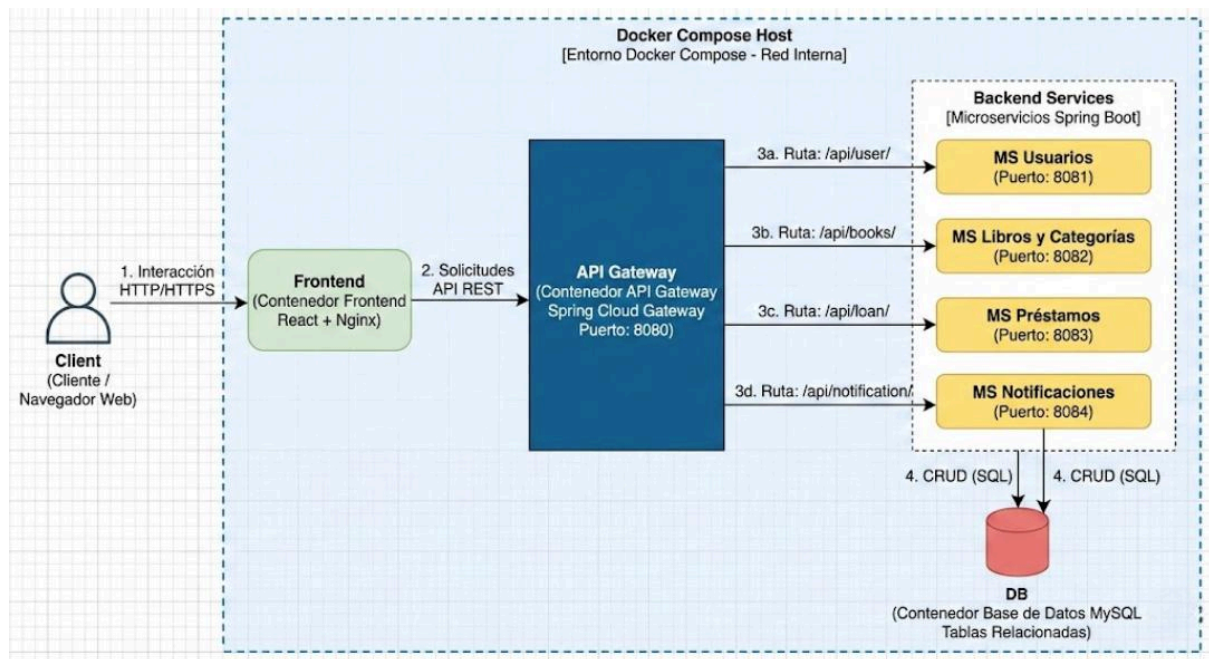 Docker Compose Host
[Entorno Docker Compose - Red Interna]
Backend Services
[Microservicios Spring Boot]
3a. Ruta: /api/user/
MS Usuarios
(Puerto: 8081)
3b. Ruta: /api/books/
MS Libros y Categorías
(Puerto: 8082)
1. Interacción
HTTP/HTTPS
Frontend
(Contenedor Frontend
React + Nginx)
2. Solicitudes
API REST
API Gateway
(Contenedor API Gateway
Spring Cloud Gateway
Puerto: 8080)
3c. Ruta: /api/loan/
MS Préstamos
(Puerto: 8083)
Client
(Cliente /
Navegador Web)
3d. Ruta: /api/notification/
MS Notificaciones
(Puerto: 8084)
4. CRUD (SQL)
4. CRUD (SQL)
DB
(Contenedor Base de Datos MySQL
Tablas Relacionadas)